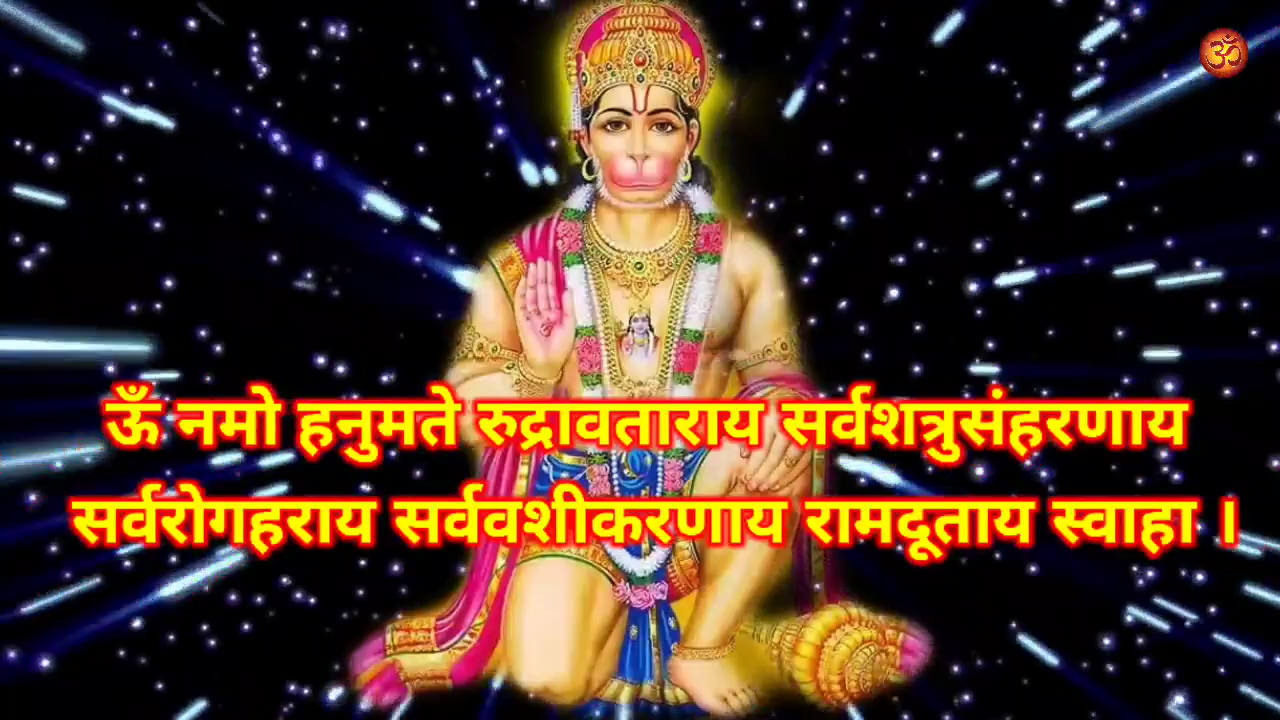 ॐ
ऊँ नमो हनुमते रुद्रावताराय सर्वशत्रुसंहरणाय
सर्वरोगहराय सर्ववशीकरणाय रामदूताय स्वाहा ।